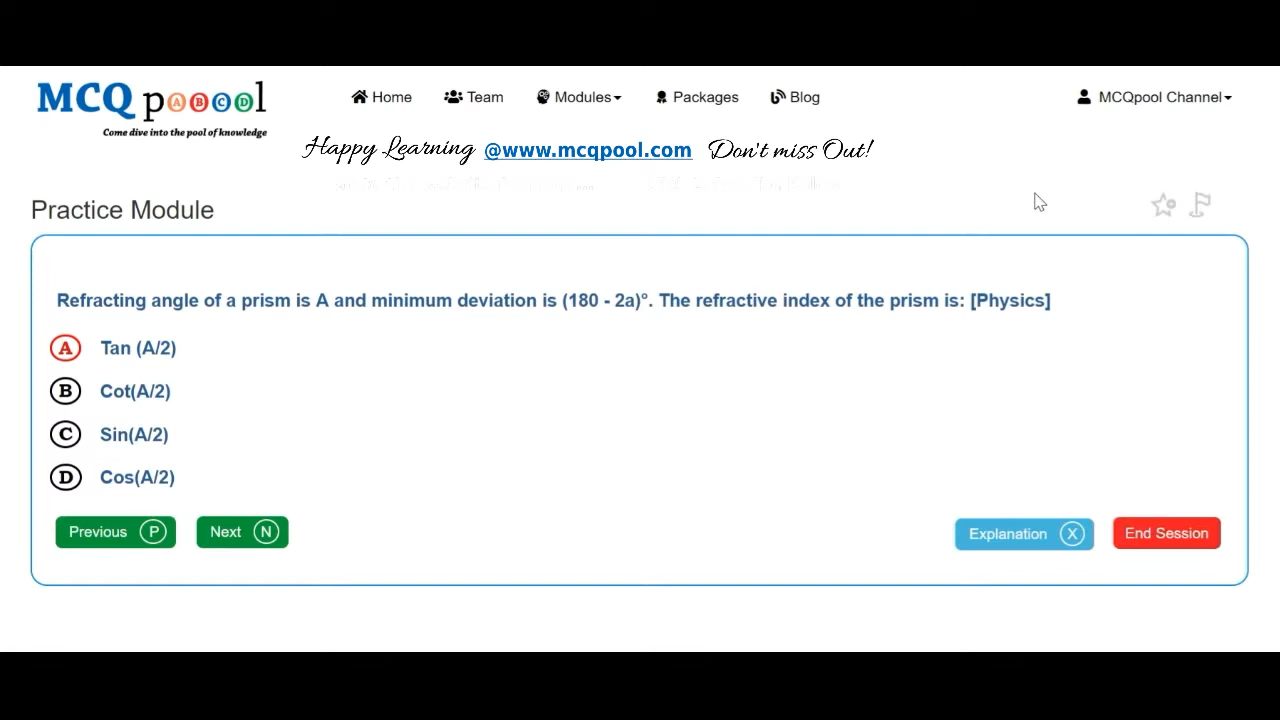 MCQ pooool
Come dive into the pool of knowledge
Home Team Modules Packages Blog MCQpool Channel
Happy Learning @www.mcqpool.com Don't miss Out!
Practice Module
Refracting angle of a prism is A and minimum deviation is (180 - 2a)°. The refractive index of the prism is: [Physics]
A Tan (A/2)
B Cot(A/2)
C Sin(A/2)
D Cos(A/2)
Previous P Next N Explanation X End Session